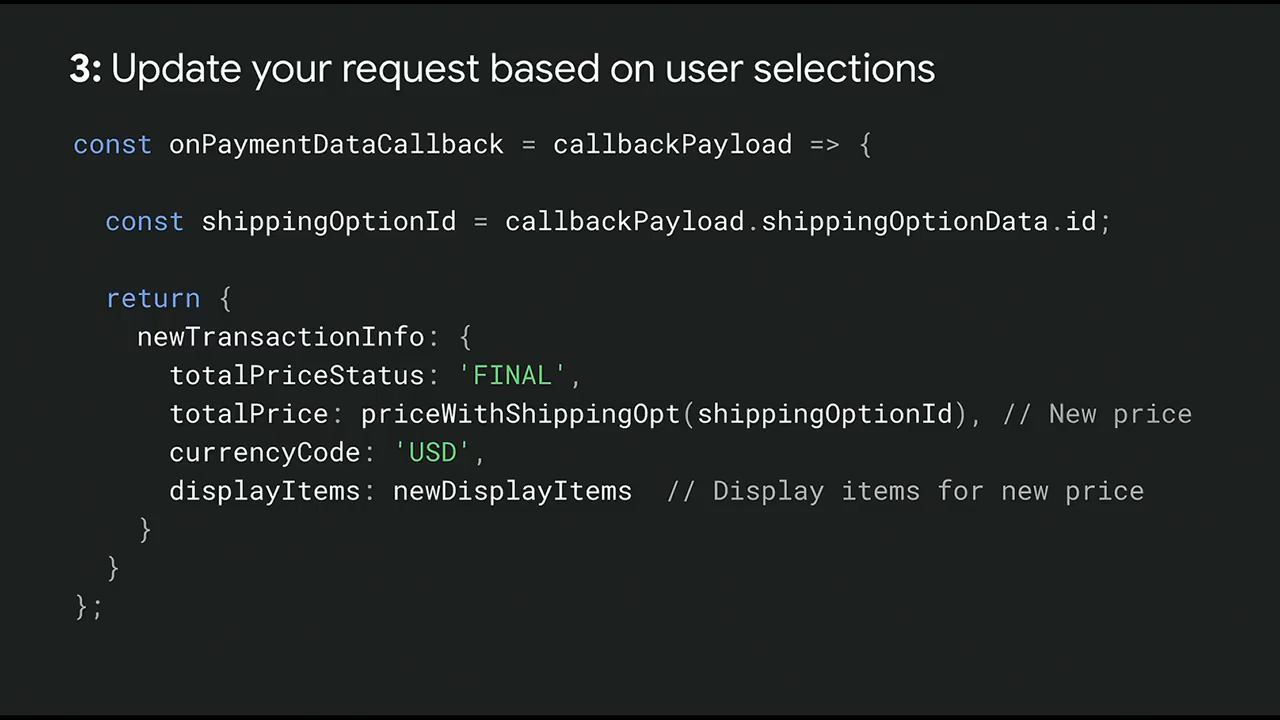 3: Update your request based on user selections
const onPaymentDataCallback = callbackPayload => {
const shippingOptionId = callbackPayload.shippingOptionData.id;
return {
newTransactionInfo: {
totalPriceStatus: 'FINAL',
totalPrice: priceWithShippingOpt(shippingOptionId), // New price
currencyCode: 'USD',
displayItems: newDisplayItems  // Display items for new price
}
}
};